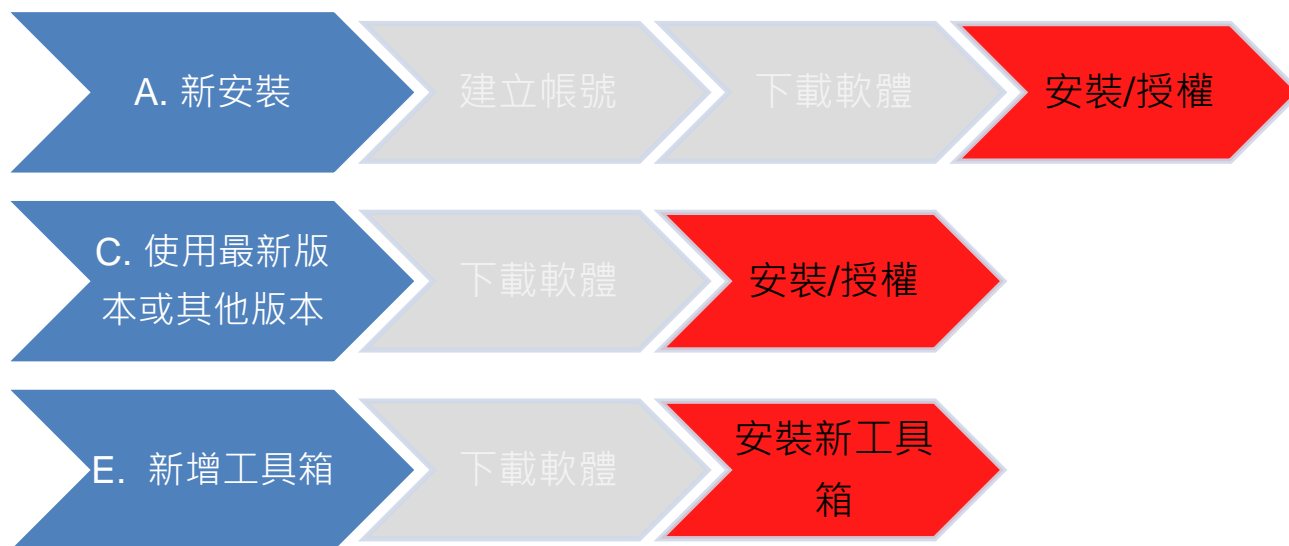 A. 新安裝
建立帳號
下載軟體
安裝/授權
C. 使用最新版
本或其他版本
下載軟體
安裝/授權
E. 新增工具箱
下載軟體
安裝新工具
箱